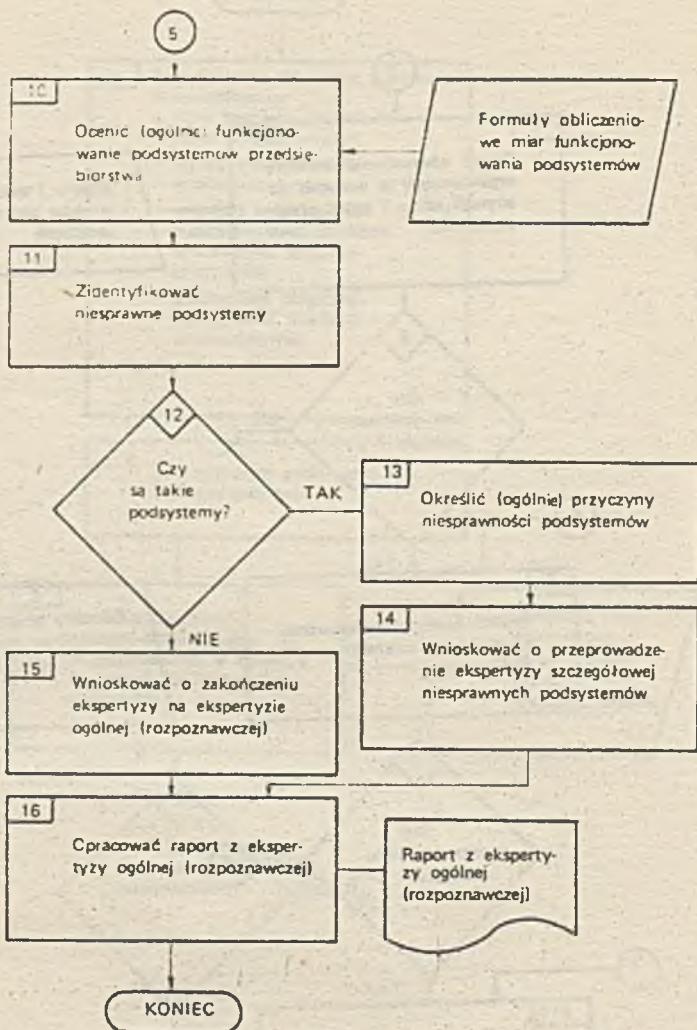 5
10
Ocenić (ogólnie) funkcjono-
wanie podsystemów przedsię-
biorstwa
Formuły obliczenio-
we miar funkcjono-
wania podsystemów
11
Zidentyfikować
niesprawne podsystemy
12
Czy
są takie
podsystemy?
TAK
NIE
13
Określić (ogólnie) przyczyny
niesprawności podsystemów
14
Wnioskować o przeprowadze-
nie ekspertyzy szczegółowej
niesprawnych podsystemów
15
Wnioskować o zakończeniu
ekspertyzy na ekspertyzie
ogólnej (rozpoznawczej)
16
Opracować raport z eksper-
tyzy ogólnej (rozpoznawczej)
Raport z eksperty-
zy ogólnej
(rozpoznawczej)
KONIEC